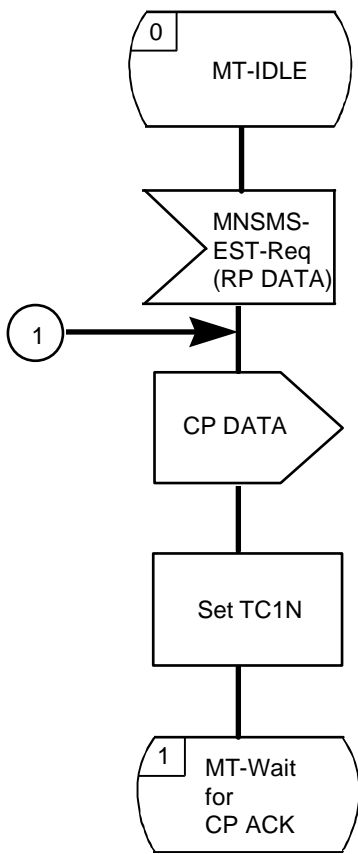 0
MT-IDLE
MNSMS-
EST-Req
(RP DATA)
1
CP DATA
Set TC1N
1
MT-Wait
for
CP ACK